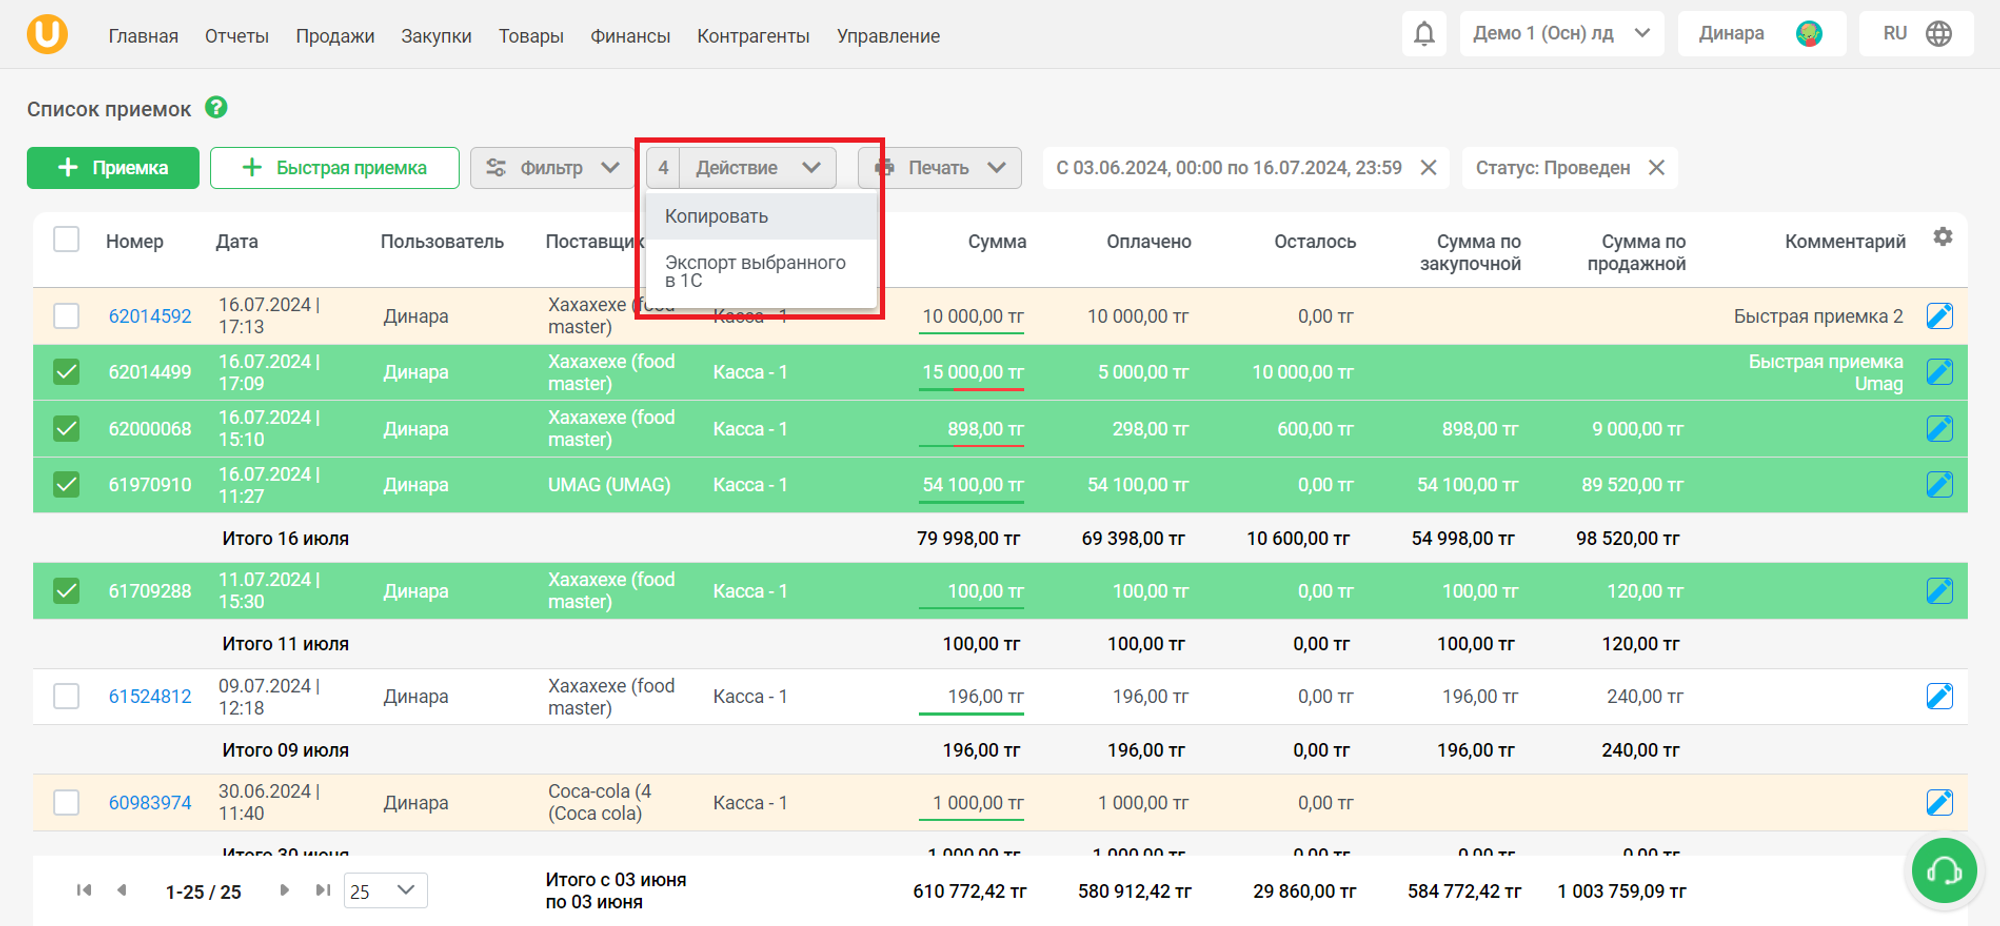 U
Главная Отчеты Продажи Закупки Товары Финансы Контрагенты Управление Демо 1 (Осн) лд Динара RU
Список приемок ?
+ Приемка + Быстрая приемка Фильтр 4 Действие Печать С 03.06.2024, 00:00 по 16.07.2024, 23:59 Статус: Проведен
Копировать
Экспорт выбранного
в 1С
Номер Дата Пользователь Поставщик Сумма Оплачено Осталось Сумма по закупочной Сумма по продажной Комментарий
62014592 16.07.2024 | 17:13 Динара Хахахехе (food master) Касса - 1 10 000,00 тг 10 000,00 тг 0,00 тг Быстрая приемка 2
62014499 16.07.2024 | 17:09 Динара Хахахехе (food master) Касса - 1 15 000,00 тг 5 000,00 тг 10 000,00 тг Быстрая приемка Umag
62000068 16.07.2024 | 15:10 Динара Хахахехе (food master) Касса - 1 898,00 тг 298,00 тг 600,00 тг 898,00 тг 9 000,00 тг
61970910 16.07.2024 | 11:27 Динара UMAG (UMAG) Касса - 1 54 100,00 тг 54 100,00 тг 0,00 тг 54 100,00 тг 89 520,00 тг
Итого 16 июля 79 998,00 тг 69 398,00 тг 10 600,00 тг 54 998,00 тг 98 520,00 тг
61709288 11.07.2024 | 15:30 Динара Хахахехе (food master) Касса - 1 100,00 тг 100,00 тг 0,00 тг 100,00 тг 120,00 тг
Итого 11 июля 100,00 тг 100,00 тг 0,00 тг 100,00 тг 120,00 тг
61524812 09.07.2024 | 12:18 Динара Хахахехе (food master) Касса - 1 196,00 тг 196,00 тг 0,00 тг 196,00 тг 240,00 тг
Итого 09 июля 196,00 тг 196,00 тг 0,00 тг 196,00 тг 240,00 тг
60983974 30.06.2024 | 11:40 Динара Coca-cola (4 (Coca cola) Касса - 1 1 000,00 тг 1 000,00 тг 0,00 тг
Итого 30 июня 1 000,00 тг 1 000,00 тг 0,00 тг 0,00 тг 0,00 тг
1-25 / 25 25 Итого с 03 июня по 03 июня 610 772,42 тг 580 912,42 тг 29 860,00 тг 584 772,42 тг 1 003 759,09 тг